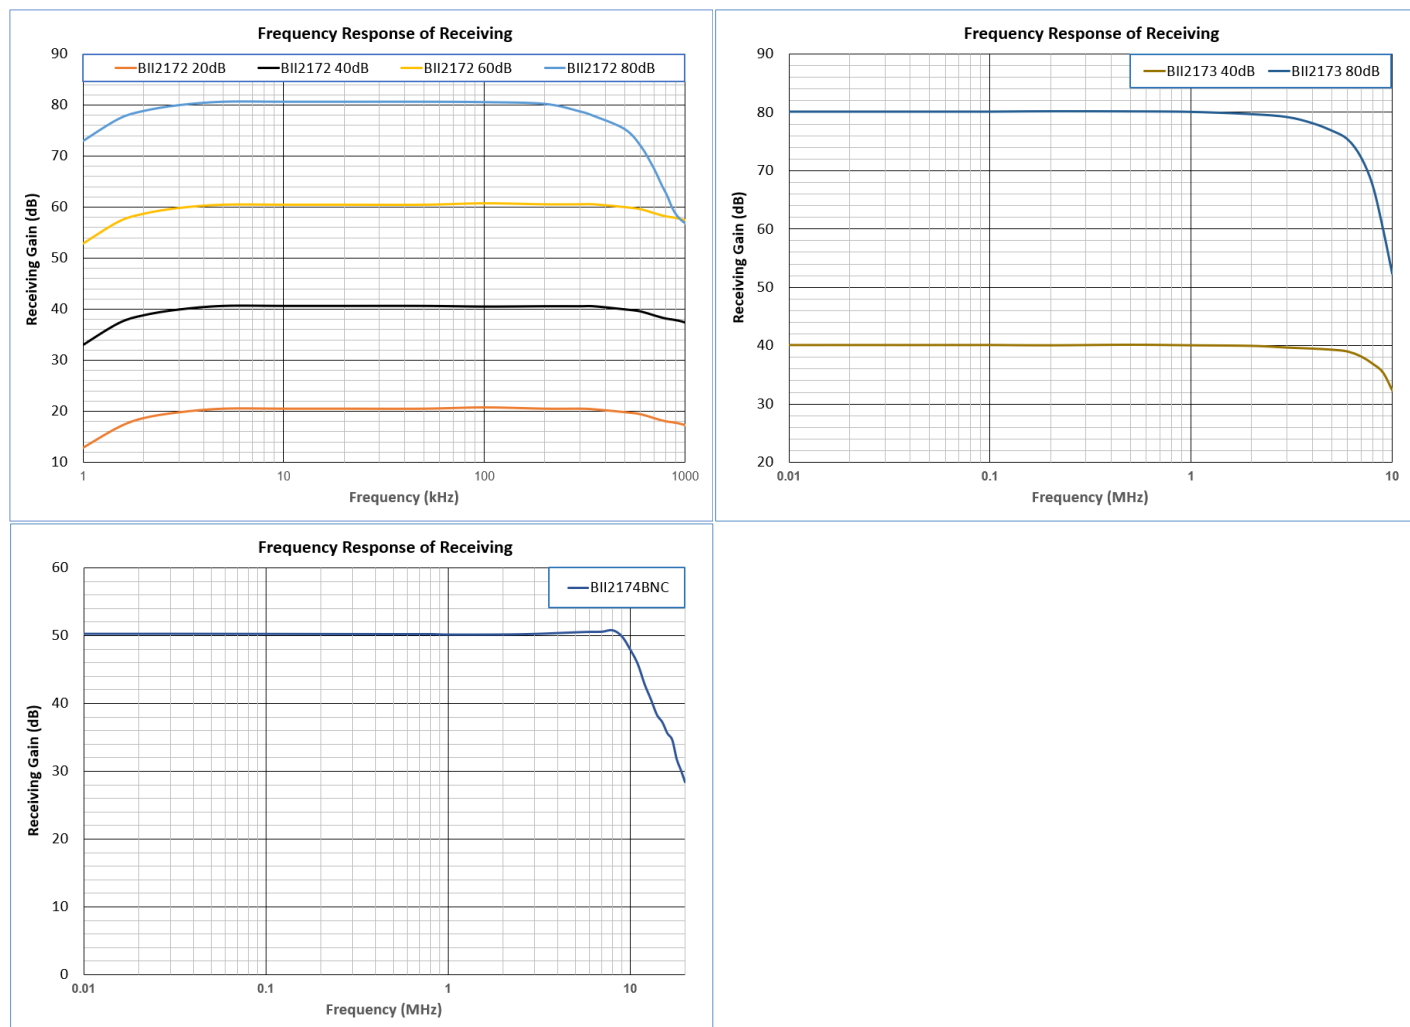 Frequency Response of Receiving
BII2172 20dB BII2172 40dB BII2172 60dB BII2172 80dB
Receiving Gain (dB)
90
80
70
60
50
40
30
20
10
1 10 100 1000
Frequency (kHz)
Frequency Response of Receiving
BII2173 40dB BII2173 80dB
Receiving Gain (dB)
90
80
70
60
50
40
30
20
0.01 0.1 1 10
Frequency (MHz)
Frequency Response of Receiving
BII2174BNC
Receiving Gain (dB)
60
50
40
30
20
10
0
0.01 0.1 1 10
Frequency (MHz)